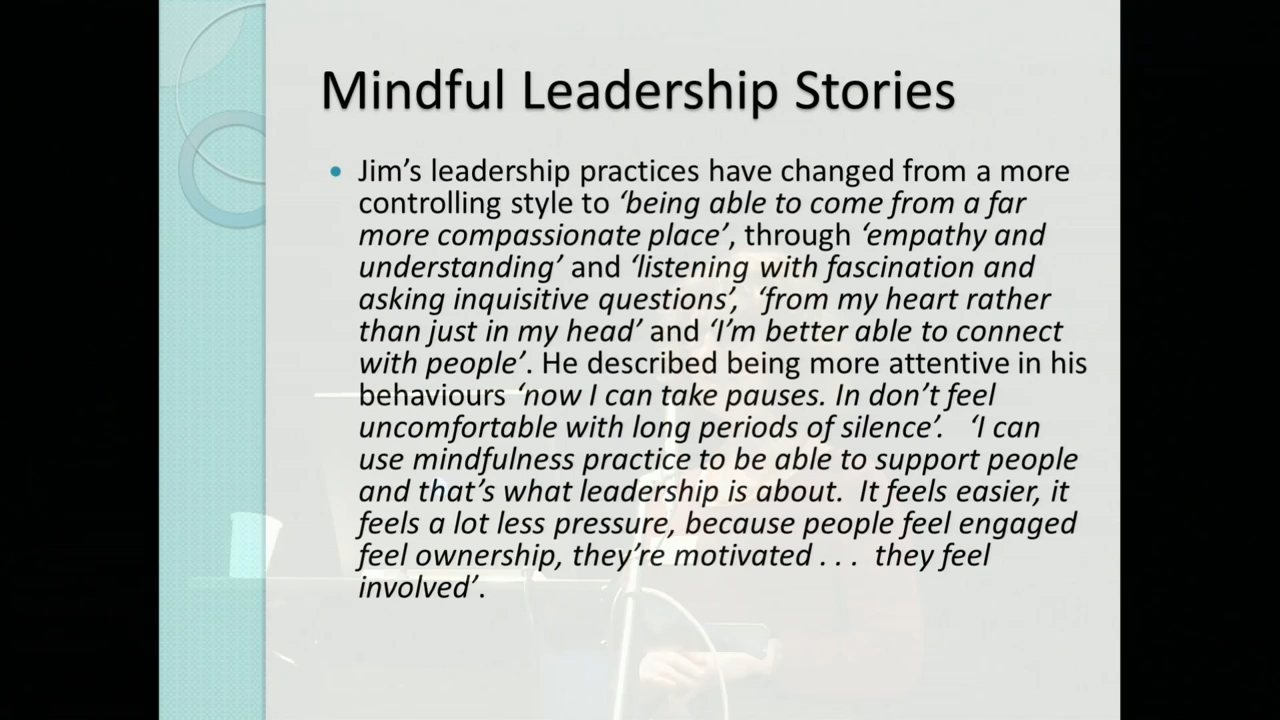 Mindful Leadership Stories
• Jim’s leadership practices have changed from a more
controlling style to ‘being able to come from a far
more compassionate place’, through ‘empathy and
understanding’ and ‘listening with fascination and
asking inquisitive questions’, ‘from my heart rather
than just in my head’ and ‘I’m better able to connect
with people’. He described being more attentive in his
behaviours ‘now I can take pauses. In don’t feel
uncomfortable with long periods of silence’. ‘I can
use mindfulness practice to be able to support people
and that’s what leadership is about. It feels easier, it
feels a lot less pressure, because people feel engaged
feel ownership, they’re motivated . . . they feel
involved’.